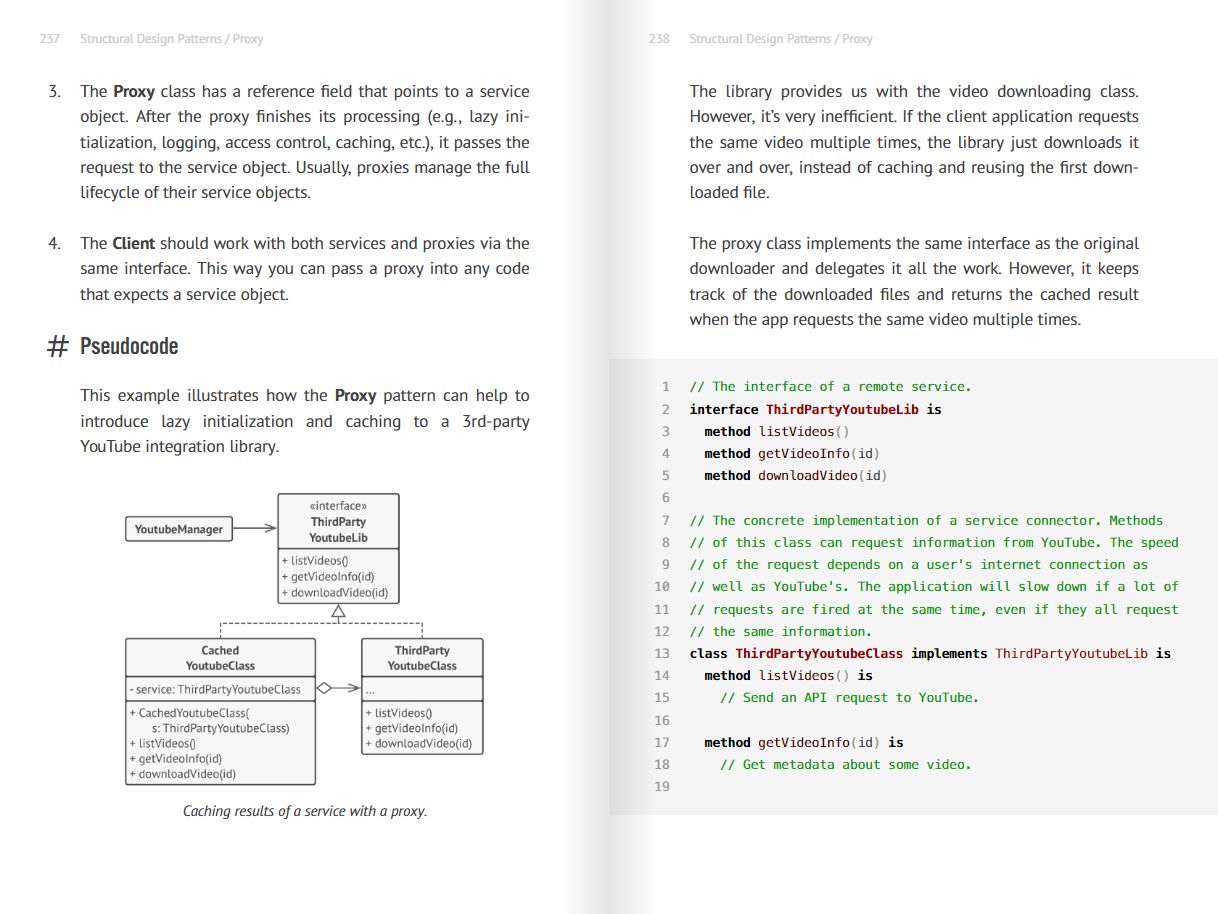 237 Structural Design Patterns / Proxy
3. The Proxy class has a reference field that points to a service
object. After the proxy finishes its processing (e.g., lazy ini-
tialization, logging, access control, caching, etc.), it passes the
request to the service object. Usually, proxies manage the full
lifecycle of their service objects.
4. The Client should work with both services and proxies via the
same interface. This way you can pass a proxy into any code
that expects a service object.
# Pseudocode
This example illustrates how the Proxy pattern can help to
introduce lazy initialization and caching to a 3rd-party
YouTube integration library.
YoutubeManager
«interface»
ThirdParty
YoutubeLib
+ listVideos()
+ getVideoInfo(id)
+ downloadVideo(id)
Cached
YoutubeClass
- service: ThirdPartyYoutubeClass
+ CachedYoutubeClass(
s: ThirdPartyYoutubeClass)
+ listVideos()
+ getVideoInfo(id)
+ downloadVideo(id)
ThirdParty
YoutubeClass
...
+ listVideos()
+ getVideoInfo(id)
+ downloadVideo(id)
Caching results of a service with a proxy.
238 Structural Design Patterns / Proxy
The library provides us with the video downloading class.
However, it’s very inefficient. If the client application requests
the same video multiple times, the library just downloads it
over and over, instead of caching and reusing the first down-
loaded file.
The proxy class implements the same interface as the original
downloader and delegates it all the work. However, it keeps
track of the downloaded files and returns the cached result
when the app requests the same video multiple times.
1 // The interface of a remote service.
2 interface ThirdPartyYoutubeLib is
3 method listVideos()
4 method getVideoInfo(id)
5 method downloadVideo(id)
6
7 // The concrete implementation of a service connector. Methods
8 // of this class can request information from YouTube. The speed
9 // of the request depends on a user's internet connection as
10 // well as YouTube's. The application will slow down if a lot of
11 // requests are fired at the same time, even if they all request
12 // the same information.
13 class ThirdPartyYoutubeClass implements ThirdPartyYoutubeLib is
14 method listVideos() is
15 // Send an API request to YouTube.
16
17 method getVideoInfo(id) is
18 // Get metadata about some video.
19